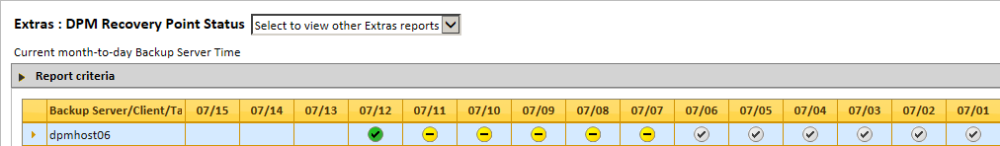 Extras : DPM Recovery Point Status Select to view other Extras reports
Current month-to-day Backup Server Time
Report criteria
Backup Server/Client/Ta 07/15 07/14 07/13 07/12 07/11 07/10 07/09 07/08 07/07 07/06 07/05 07/04 07/03 07/02 07/01
dpmhost06